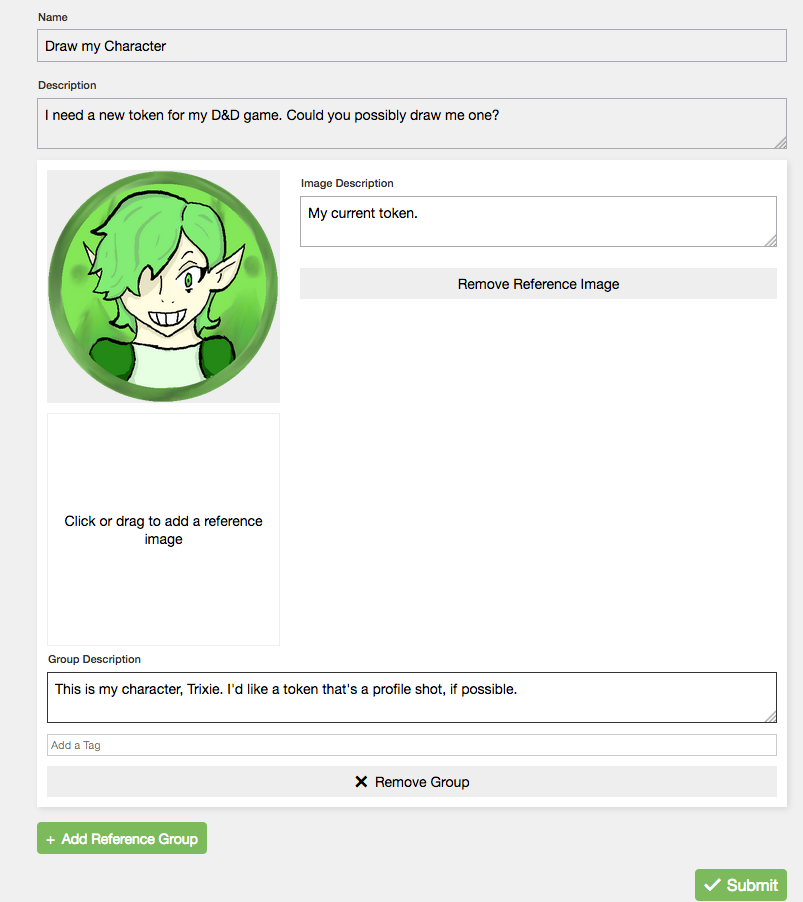 Name
Draw my Character
Description
I need a new token for my D&D game. Could you possibly draw me one?
Image Description
My current token.
Remove Reference Image
Click or drag to add a reference
image
Group Description
This is my character, Trixie. I'd like a token that's a profile shot, if possible.
Add a Tag
Remove Group
+ Add Reference Group
Submit